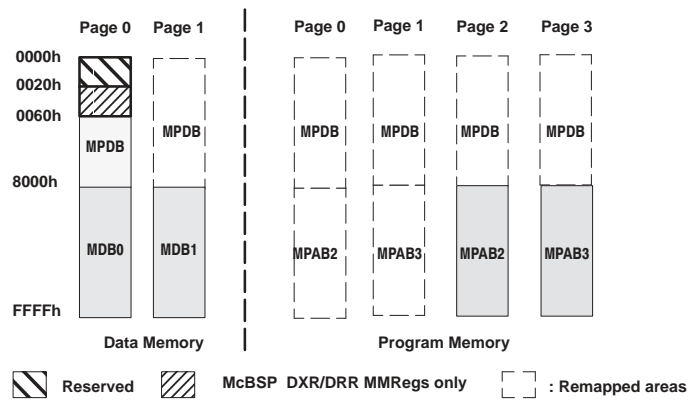 Page 0 Page 1 Page 0 Page 1 Page 2 Page 3
0000h
0020h
0060h
MPDB MPDB MPDB MPDB MPDB MPDB
8000h
MDB0 MDB1 MPAB2 MPAB3 MPAB2 MPAB3
FFFFh
Data Memory Program Memory
Reserved McBSP DXR/DRR MMRegs only : Remapped areas